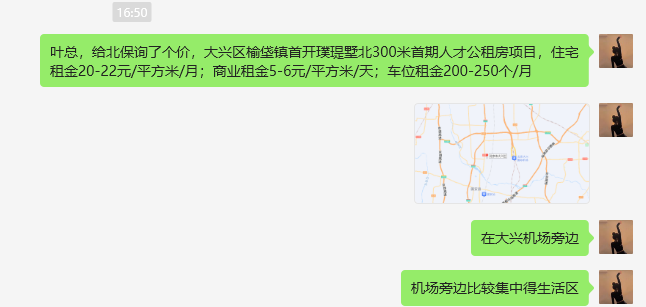 16:50
叶总，给北保询了个价，大兴区榆垡镇首开璞瑅墅北300米首期人才公租房项目，住宅
租金20-22元/平方米/月；商业租金5-6元/平方米/天；车位租金200-250个/月
在大兴机场旁边
机场旁边比较集中得生活区